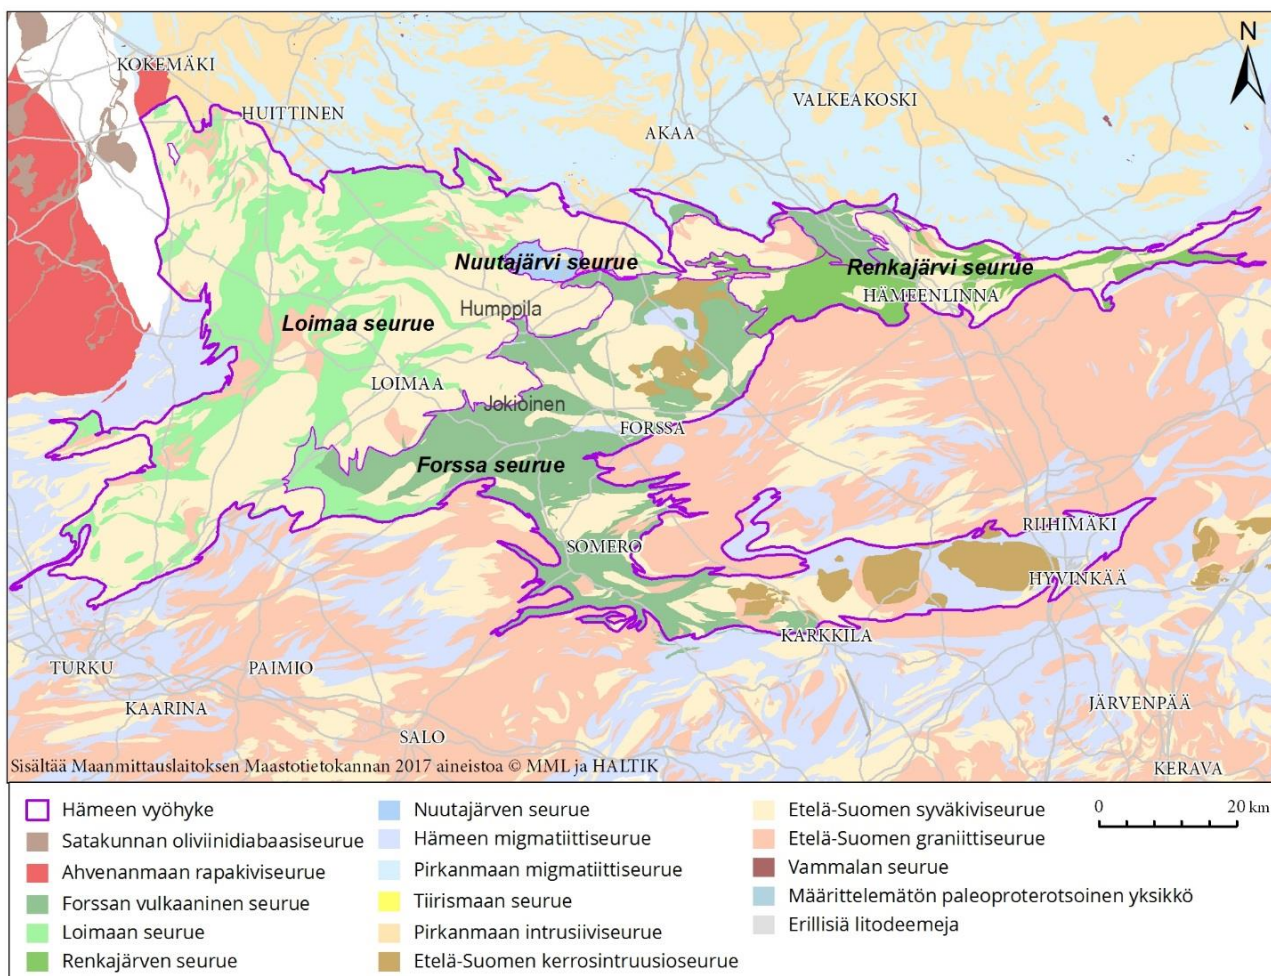 N
KOKEMÄKI
HUITTINEN
VALKEAKOSKI
AKAA
Nuutajärvi seurue
Renkajärvi seurue
HÄMEENLINNA
Humppila
Loimaa seurue
LOIMAA
Jokioinen
FORSSA
Forssa seurue
RIIHIMÄKI
SOMERO
HYVINKÄÄ
KARKKILA
TURKU
PAIMIO
KAARINA
JÄRVENPÄÄ
SALO
KERAVA
Sisältää Maanmittauslaitoksen Maastotietokannan 2017 aineistoa © MML ja HALTIK
Hämeen vyöhyke
Satakunnan oliviinidiabaasiseurue
Ahvenanmaan rapakiviseurue
Forssan vulkaaninen seurue
Loimaan seurue
Renkajärven seurue
Nuutajärven seurue
Hämeen migmatiittiseurue
Pirkanmaan migmatiittiseurue
Tiirismaan seurue
Pirkanmaan intrusiiviseurue
Etelä-Suomen kerrosintruusioseurue
Etelä-Suomen syväkiviseurue
Etelä-Suomen graniittiseurue
Vammalan seurue
Määrittelemätön paleoproterotsoinen yksikkö
Erillisiä litodeemeja
0 20 km